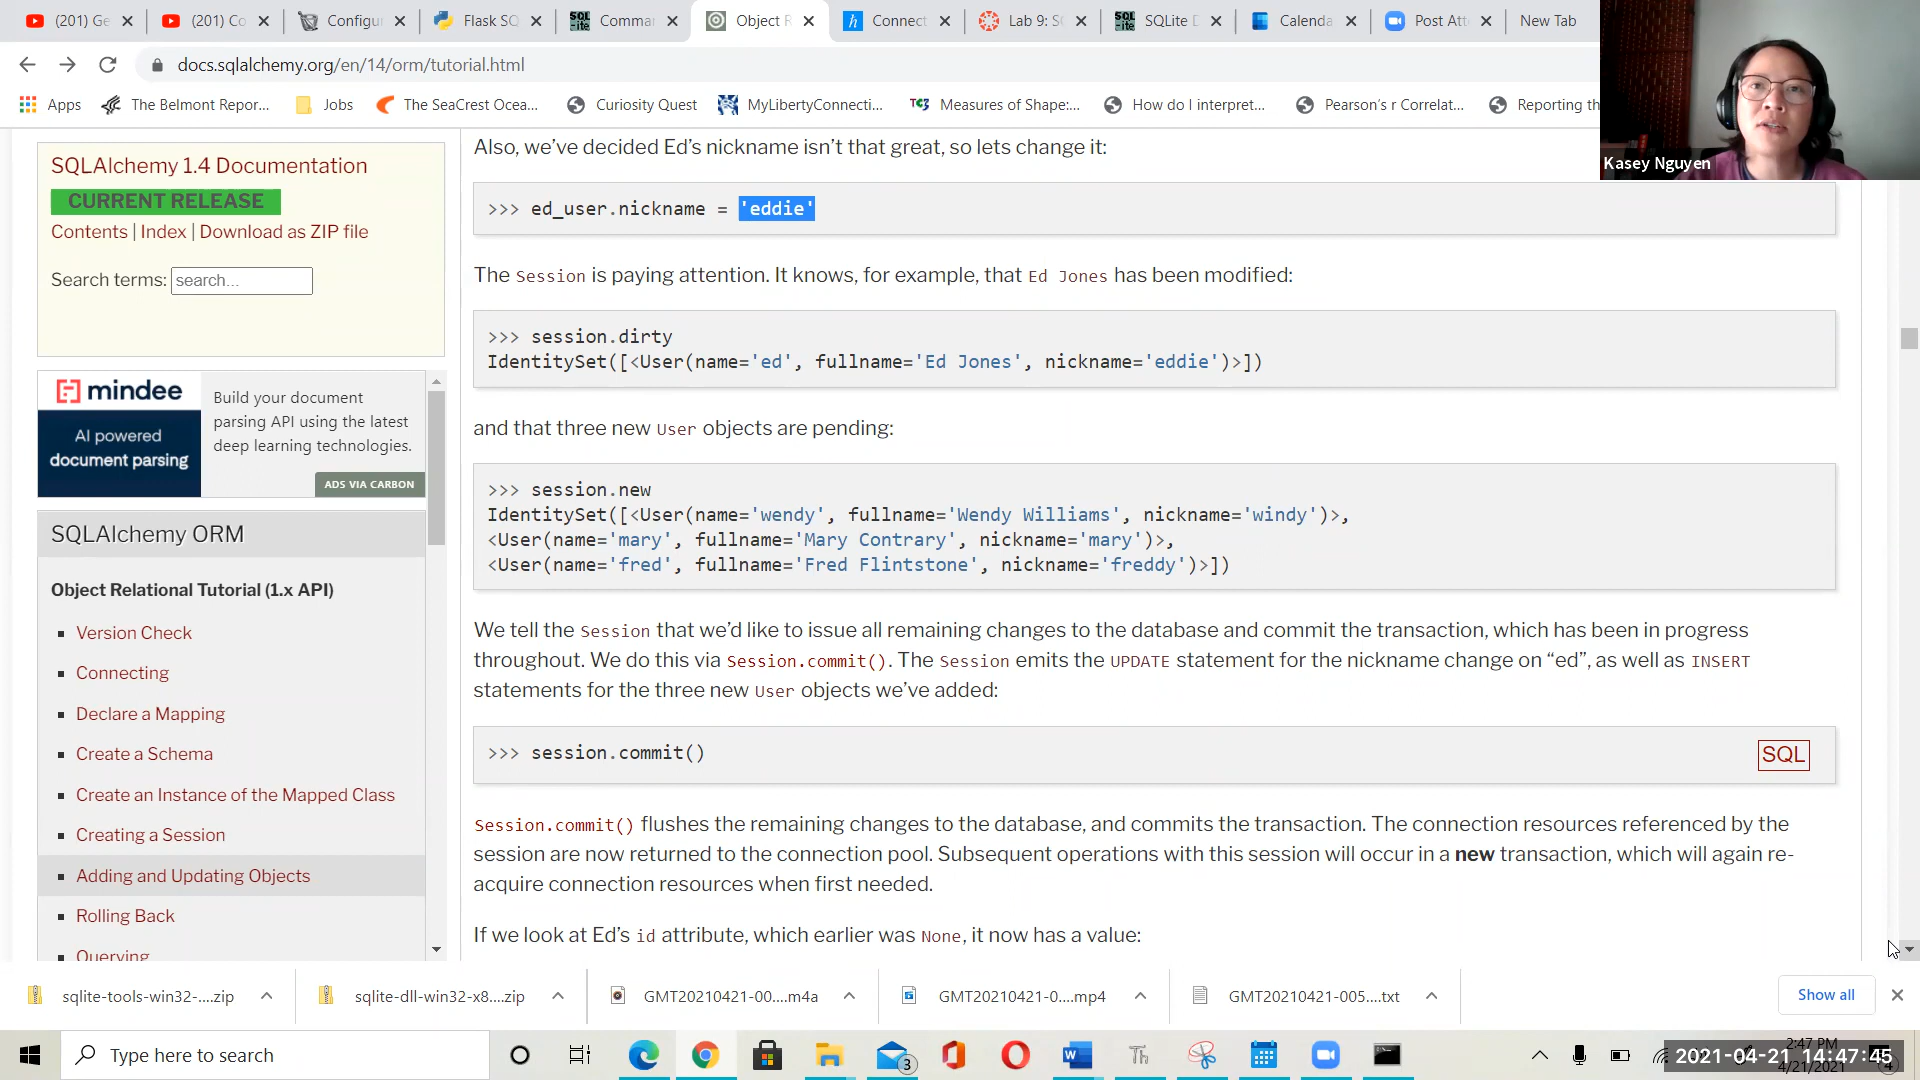 (201) Ge
(201) Co
Configur
Flask SQ
Comman
Object R
Connect
Lab 9: SQ
SQLite D
Calenda
Post Att
New Tab
docs.sqlalchemy.org/en/14/orm/tutorial.html
Apps
The Belmont Repor...
Jobs
The SeaCrest Ocea...
Curiosity Quest
MyLibertyConnecti...
Measures of Shape:...
How do I interpret...
Pearson's r Correlat...
Reporting th
Kasey Nguyen
SQLAlchemy 1.4 Documentation
CURRENT RELEASE
Contents | Index | Download as ZIP file
Search terms: search...
mindee
AI powered
document parsing
Build your document
parsing API using the latest
deep learning technologies.
ADS VIA CARBON
SQLAlchemy ORM
Object Relational Tutorial (1.x API)
Version Check
Connecting
Declare a Mapping
Create a Schema
Create an Instance of the Mapped Class
Creating a Session
Adding and Updating Objects
Rolling Back
Querying
Also, we've decided Ed's nickname isn't that great, so lets change it:
>>> ed_user.nickname = 'eddie'
The Session is paying attention. It knows, for example, that Ed Jones has been modified:
>>> session.dirty
IdentitySet([<User(name='ed', fullname='Ed Jones', nickname='eddie')>])
and that three new User objects are pending:
>>> session.new
IdentitySet([<User(name='wendy', fullname='Wendy Williams', nickname='windy')>,
<User(name='mary', fullname='Mary Contrary', nickname='mary')>,
<User(name='fred', fullname='Fred Flintstone', nickname='freddy')>])
We tell the Session that we'd like to issue all remaining changes to the database and commit the transaction, which has been in progress
throughout. We do this via Session.commit(). The Session emits the UPDATE statement for the nickname change on “ed”, as well as INSERT
statements for the three new User objects we've added:
>>> session.commit()
SQL
Session.commit() flushes the remaining changes to the database, and commits the transaction. The connection resources referenced by the
session are now returned to the connection pool. Subsequent operations with this session will occur in a new transaction, which will again re-
acquire connection resources when first needed.
If we look at Ed's id attribute, which earlier was None, it now has a value:
sqlite-tools-win32-....zip
sqlite-dll-win32-x8....zip
GMT20210421-00....m4a
GMT20210421-0....mp4
GMT20210421-005....txt
Show all
Type here to search
3
2:47 PM
2021-04-21 14:47:45
4/21/2021